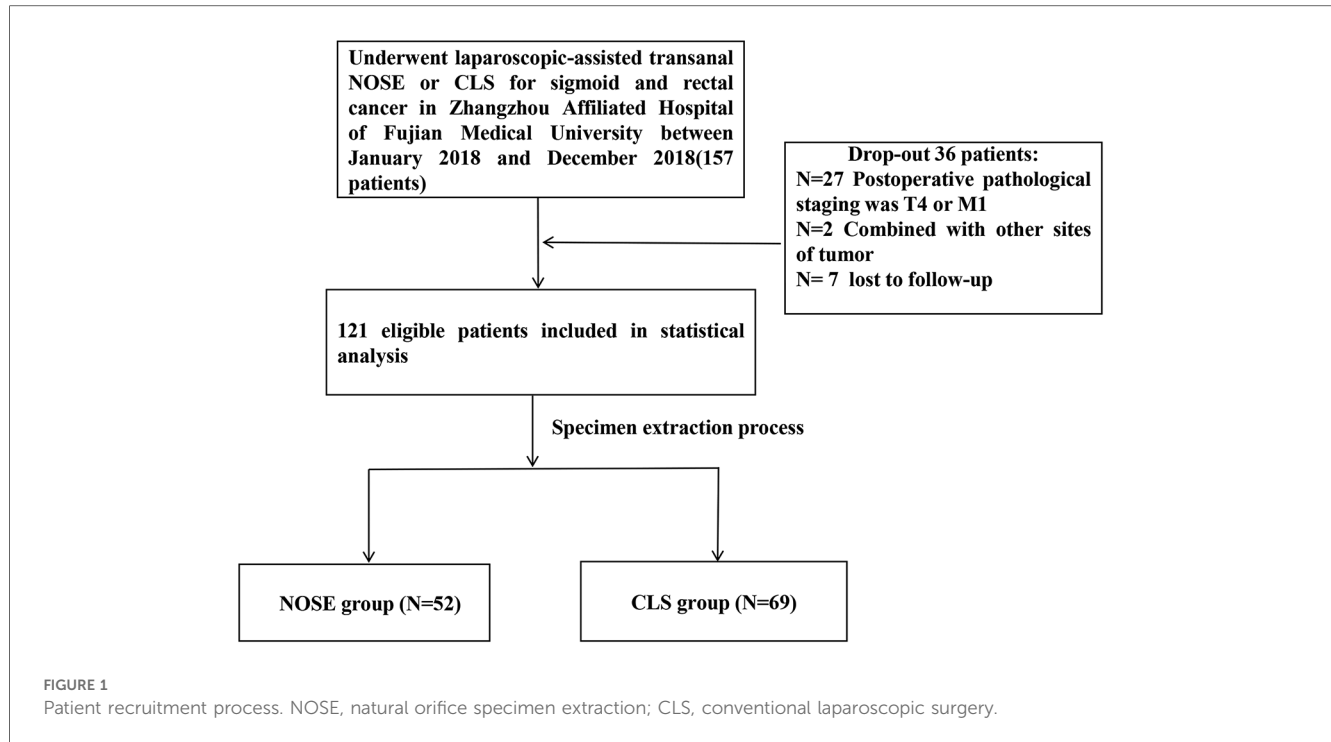 Underwent laparoscopic-assisted transanal
NOSE or CLS for sigmoid and rectal
cancer in Zhangzhou Affiliated Hospital
of Fujian Medical University between
January 2018 and December 2018(157
patients)
Drop-out 36 patients:
N=27 Postoperative pathological
staging was T4 or M1
N=2 Combined with other sites
of tumor
N= 7 lost to follow-up
121 eligible patients included in statistical
analysis
Specimen extraction process
NOSE group (N=52)
CLS group (N=69)
FIGURE 1
Patient recruitment process. NOSE, natural orifice specimen extraction; CLS, conventional laparoscopic surgery.